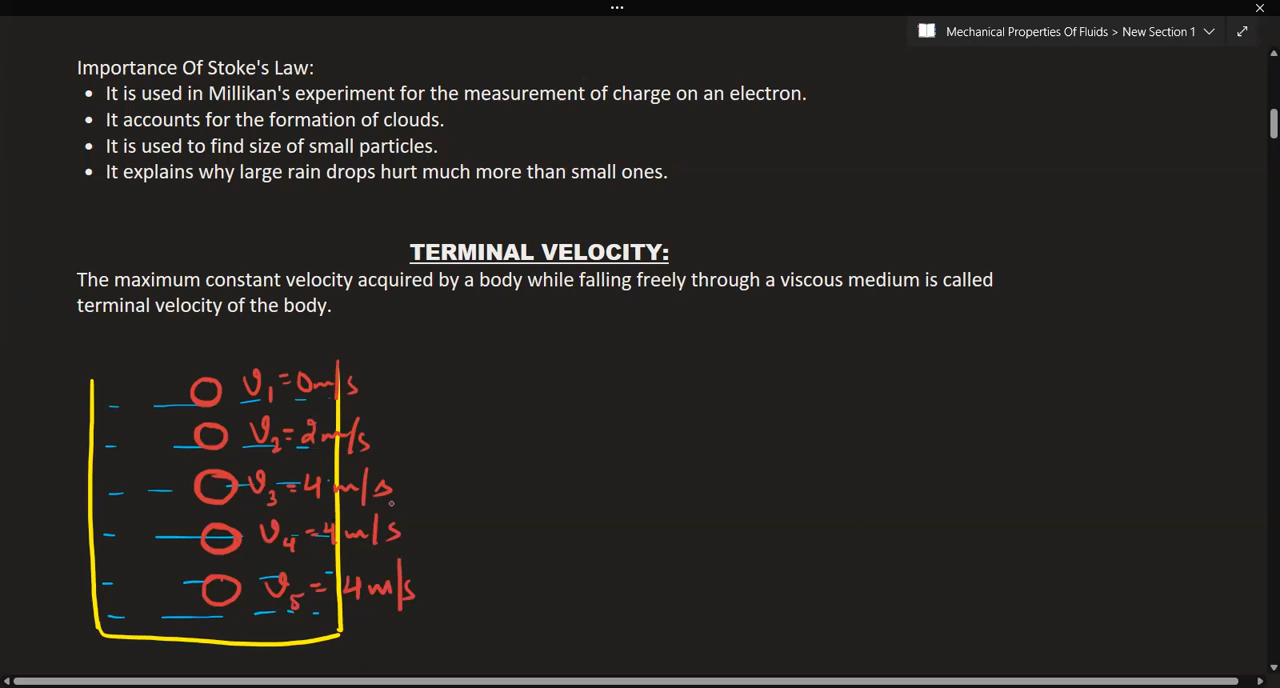 Mechanical Properties Of Fluids > New Section 1
Importance Of Stoke's Law:
• It is used in Millikan's experiment for the measurement of charge on an electron.
• It accounts for the formation of clouds.
• It is used to find size of small particles.
• It explains why large rain drops hurt much more than small ones.
TERMINAL VELOCITY:
The maximum constant velocity acquired by a body while falling freely through a viscous medium is called
terminal velocity of the body.
v₁ = 0m/s
v₂ = 2m/s
v₃ = 4 m/s
v₄ = 4m/s
v₅ = 4m/s